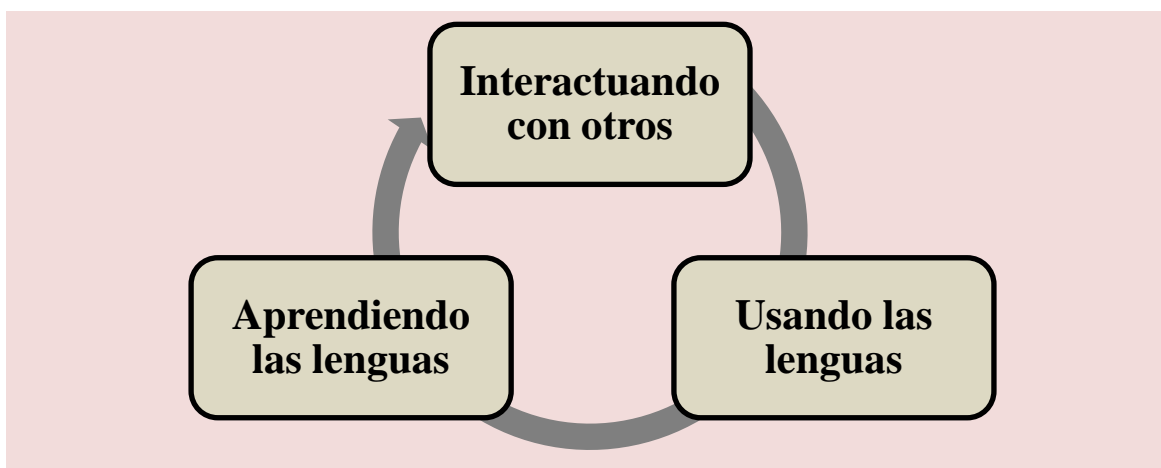 Interactuando
con otros
Aprendiendo
las lenguas
Usando las
lenguas